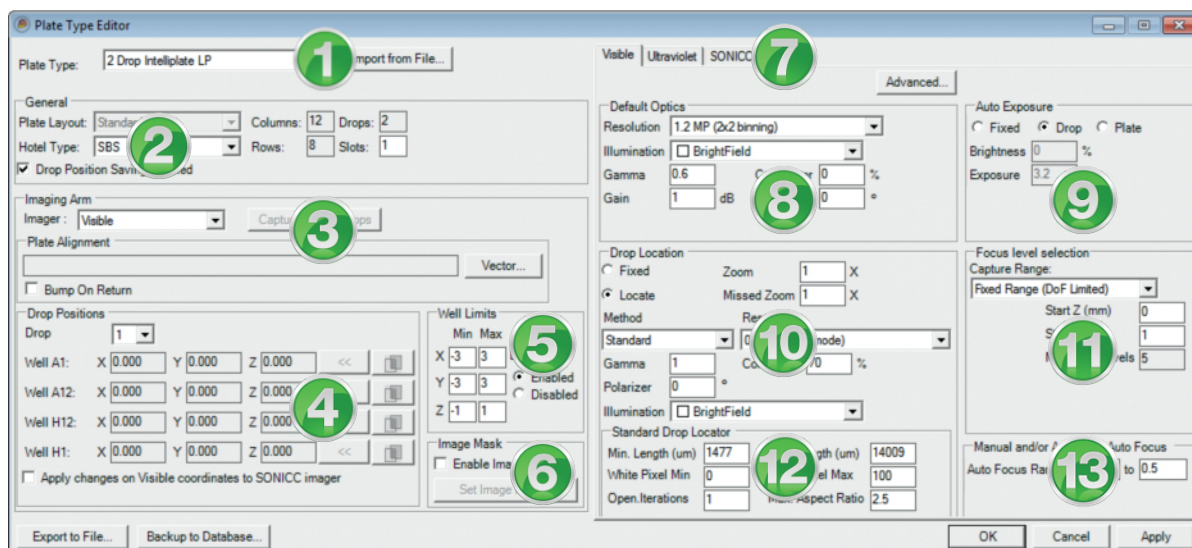 Plate Type Editor
Plate Type: 2 Drop Intelliplate LP 1 mport from File...
General
Plate Layout: Standar Columns: 12 Drops: 2
Hotel Type: SBS 2 Rows: 8 Slots: 1
Drop Position Savin
Imaging Arm
Imager : Visible Captu 3 ops
Plate Alignment
Vector...
Bump On Return
Drop Positions
Drop 1
Well A1: X 0.000 Y 0.000 Z 0.000 <<
Well A12: X 0.000 Y 0.000 Z 0.000
Well H12: X 0.000 Y 0.000 Z 0.000
4
Well H1: X 0.000 Y 0.000 Z 0.000 <<
Apply changes on Visible coordinates to SONICC imager
Well Limits
Min Max
X -3 3
5
Enabled
Y -3 3 Disabled
Z -1 1
Image Mask
Enable Ima 6
Set Image
Export to File... Backup to Database...
Visible Ultraviolet SONICC 7
Advanced...
Default Optics
Resolution 1.2 MP (2x2 binning)
Illumination BrightField
Gamma 0.6 0 %
8
Gain 1 dB 0 °
Auto Exposure
Fixed Drop Plate
Brightness 0 %
Exposure 3.2
9
Drop Location
Fixed Zoom 1 X
Locate Missed Zoom 1 X
Method Res
Standard 10 mode)
Gamma 1 Co 70 %
Polarizer 0 °
Illumination BrightField
Standard Drop Locator
Min. Length (um) 1477 gth (um) 14009
White Pixel Min 0 12 el Max 100
Open.Iterations 1 Aspect Ratio 2.5
Focus level selection
Capture Range:
Fixed Range (DoF Limited)
Start Z (mm) 0
1
11
els 5
Manual and/or A Auto Focus
Auto Focus Ran 13 to 0.5
OK Cancel Apply